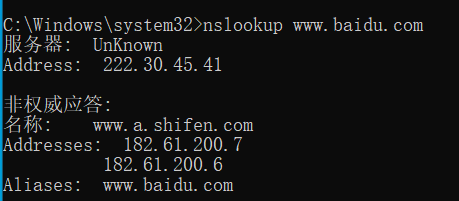 C:\Windows\system32>nslookup www.baidu.com
服务器:  UnKnown
Address:  222.30.45.41

非权威应答:
名称:    www.a.shifen.com
Addresses:  182.61.200.7
          182.61.200.6
Aliases:  www.baidu.com